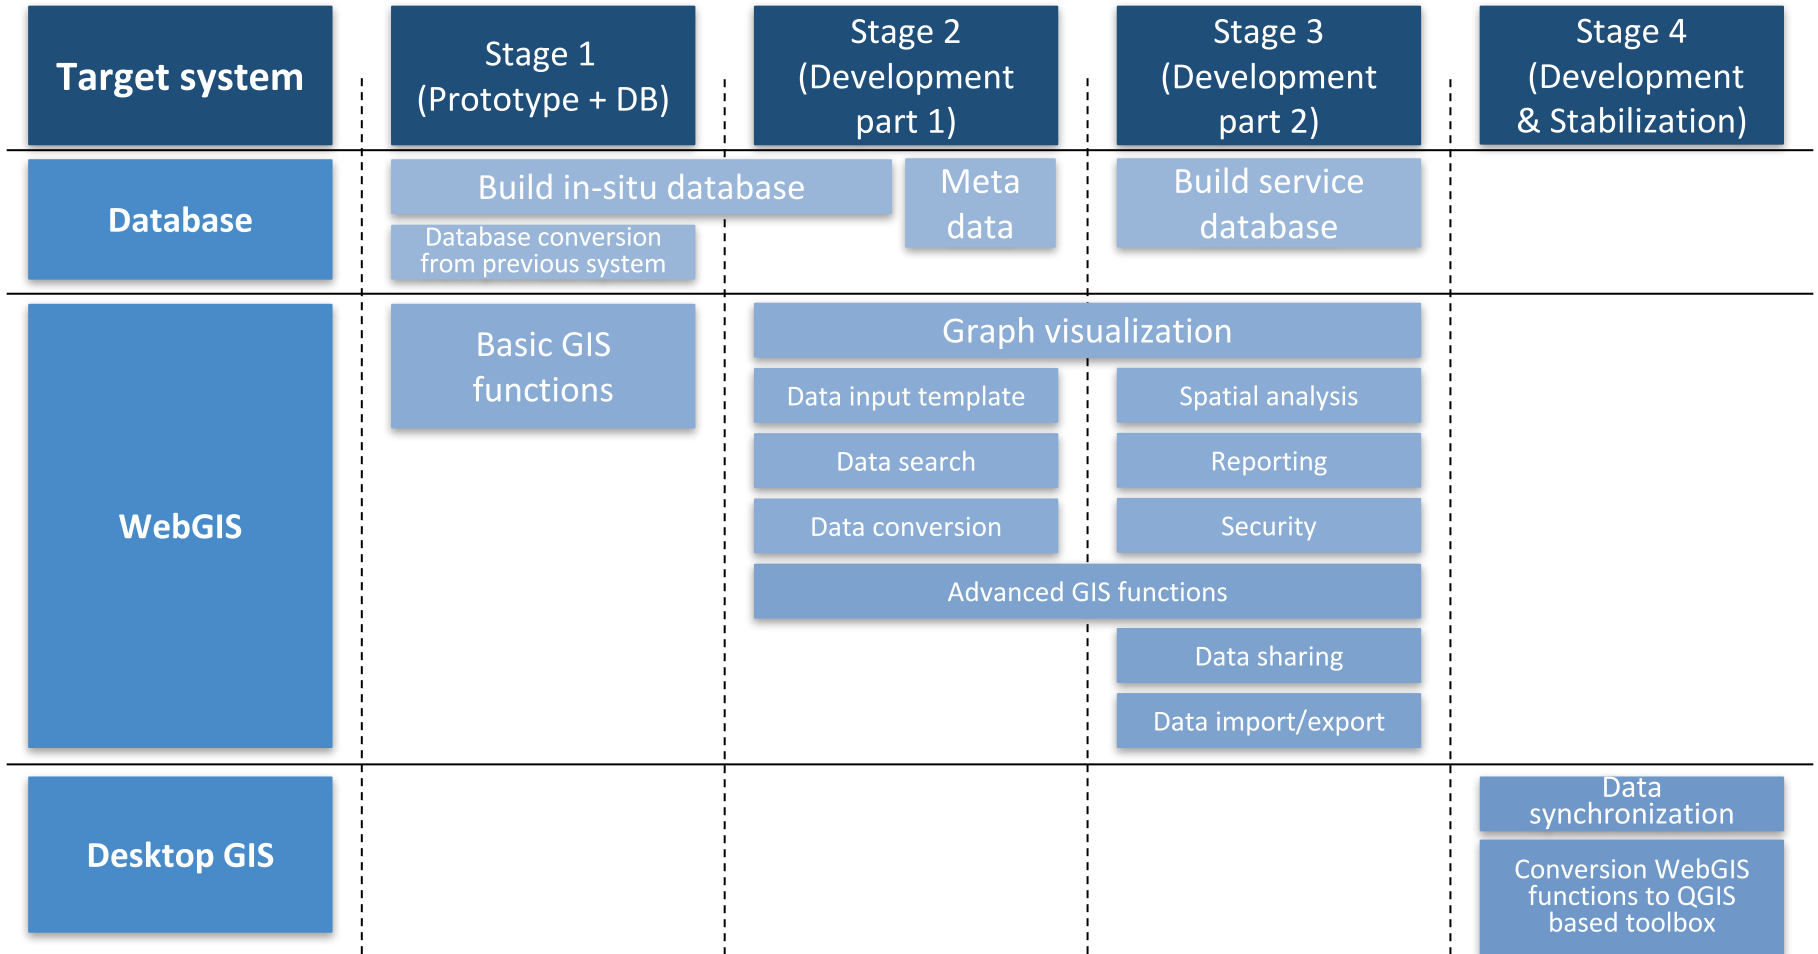 Target system
Stage 1
(Prototype + DB)
Stage 2
(Development
part 1)
Stage 3
(Development
part 2)
Stage 4
(Development
& Stabilization)
Database
Build in-situ database
Database conversion
from previous system
Meta
data
Build service
database
WebGIS
Basic GIS
functions
Graph visualization
Data input template
Spatial analysis
Data search
Reporting
Data conversion
Security
Advanced GIS functions
Data sharing
Data import/export
Desktop GIS
Data
synchronization
Conversion WebGIS
functions to QGIS
based toolbox